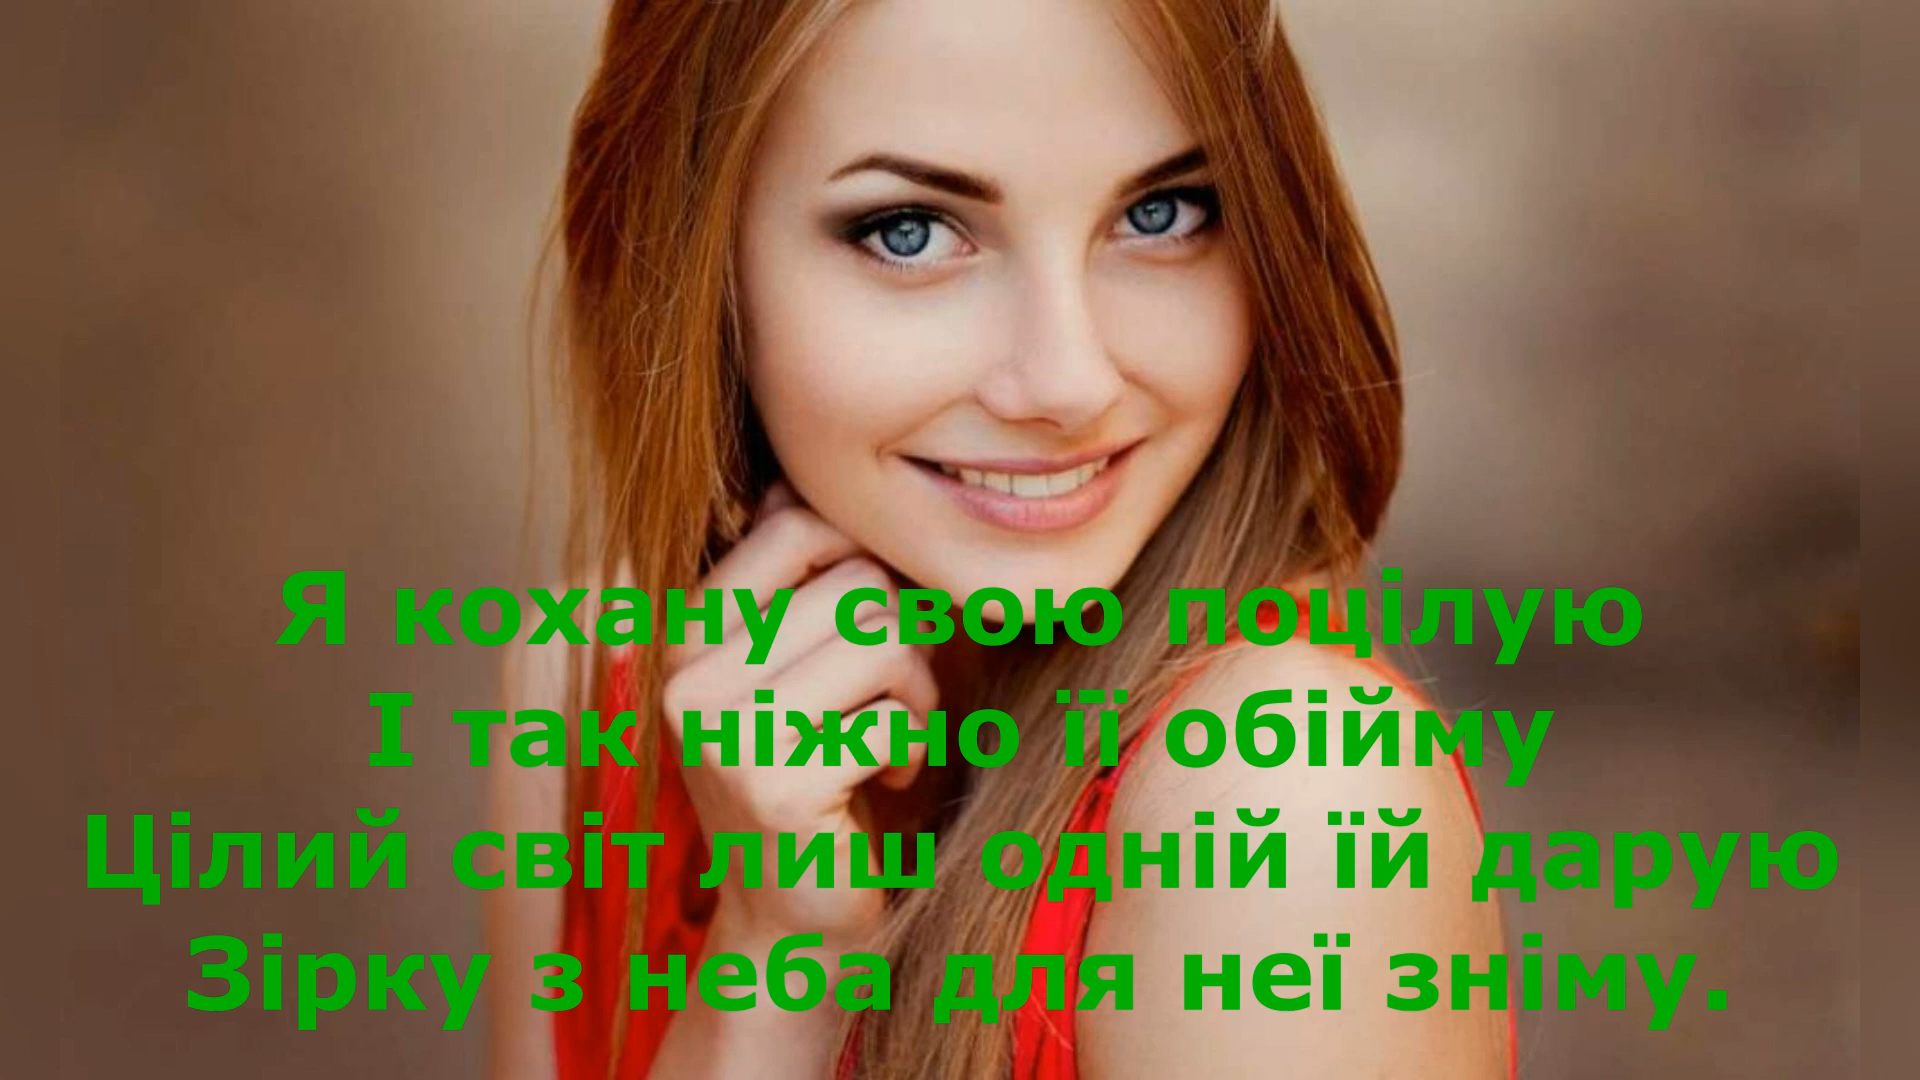 Я кохану свою поцілую
І так ніжно її обійму
Цілий світ лиш одній їй дарую
Зірку з неба для неї зніму.